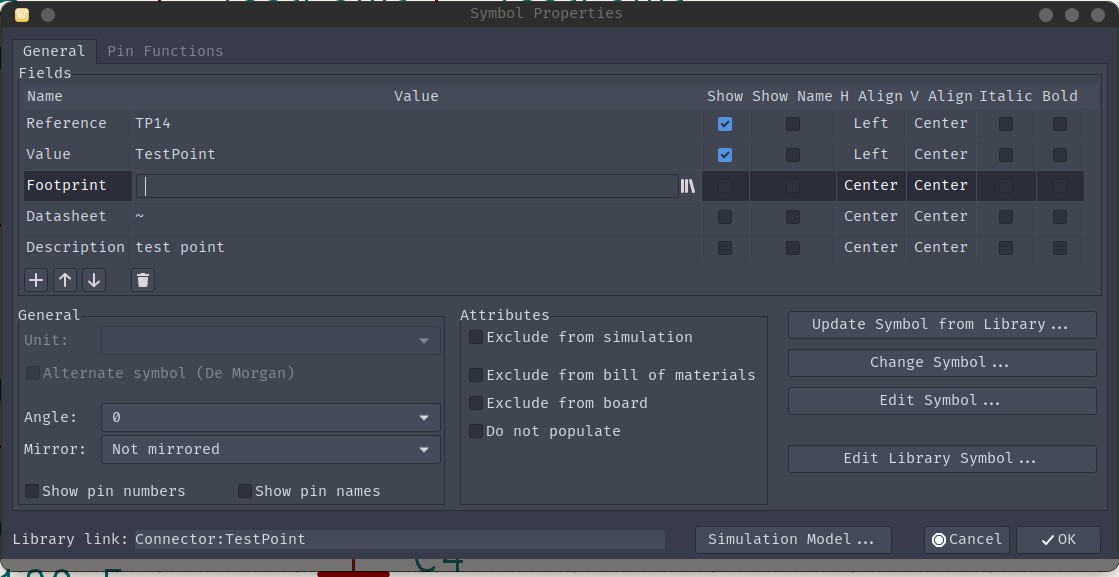 W
Symbol Properties
General Pin Functions
Fields
Name Value Show Show Name H Align V Align Italic Bold
Reference TP14 Left Center
Value TestPoint Left Center
Footprint Center Center
Datasheet ~ Center Center
Description test point Center Center
General
Unit:
Alternate symbol (De Morgan)
Angle: 0
Mirror: Not mirrored
Show pin numbers Show pin names
Attributes
Exclude from simulation
Exclude from bill of materials
Exclude from board
Do not populate
Update Symbol from Library...
Change Symbol...
Edit Symbol...
Edit Library Symbol...
Library link: Connector:TestPoint
Simulation Model... Cancel OK